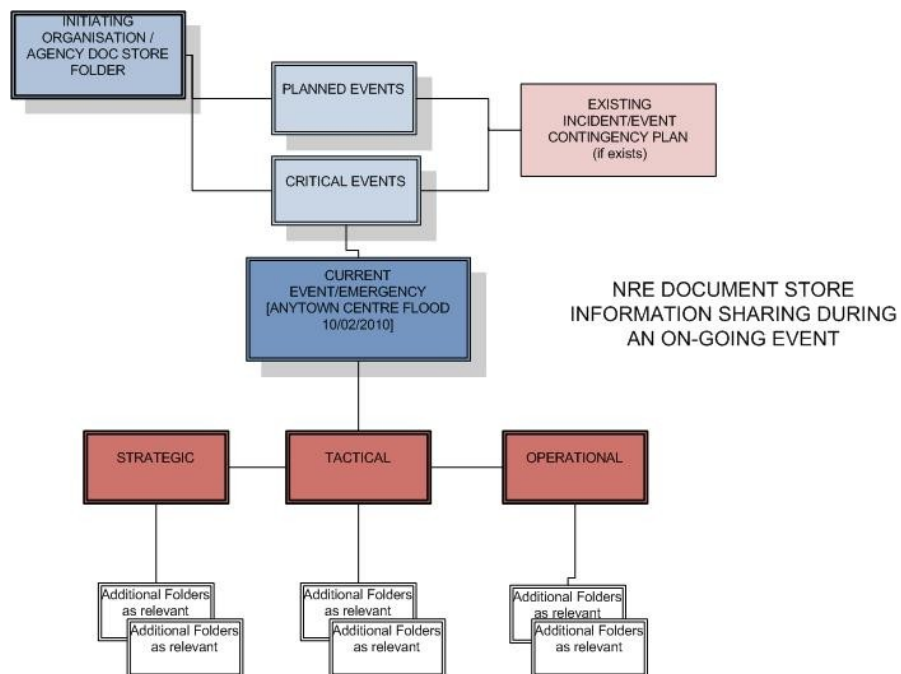 INITIATING
ORGANISATION /
AGENCY DOC STORE
FOLDER
PLANNED EVENTS
EXISTING
INCIDENT/EVENT
CONTINGENCY PLAN
(if exists)
CRITICAL EVENTS
CURRENT
EVENT/EMERGENCY
[ANYTOWN CENTRE FLOOD
10/02/2010]
NRE DOCUMENT STORE
INFORMATION SHARING DURING
AN ON-GOING EVENT
STRATEGIC
TACTICAL
OPERATIONAL
Additional Folders
as relevant
Additional Folders
as relevant
Additional Folders
as relevant
Additional Folders
as relevant
Additional Folders
as relevant
Additional Folders
as relevant